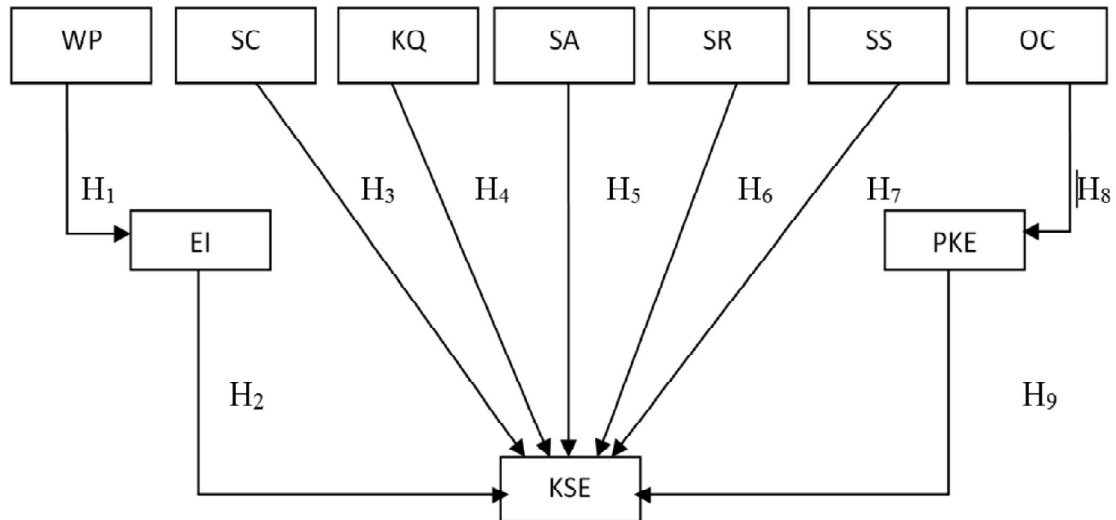 WP SC KQ SA SR SS OC
H₁ H₃ H₄ H₅ H₆ H₇ H₈
EI PKE
H₂ H₉
KSE